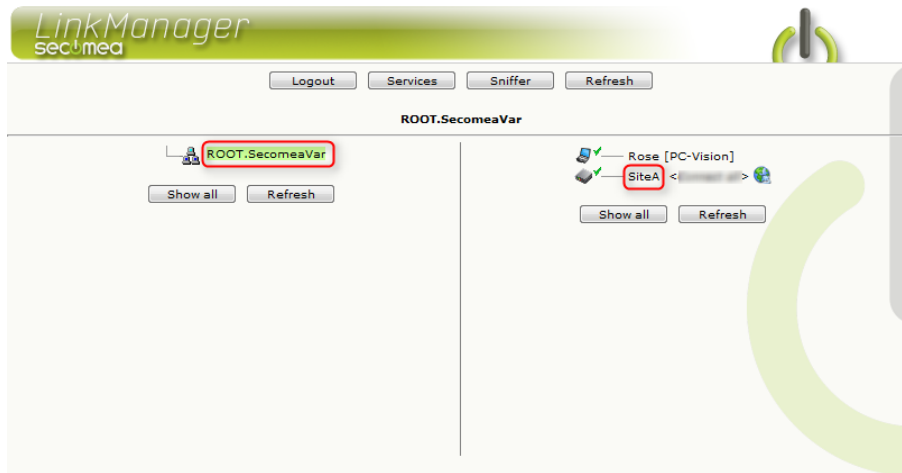 LinkManager
secomea
Logout Services Sniffer Refresh
ROOT.SecomeaVar
ROOT.SecomeaVar
Show all Refresh
Rose [PC-Vision]
SiteA < >
Show all Refresh